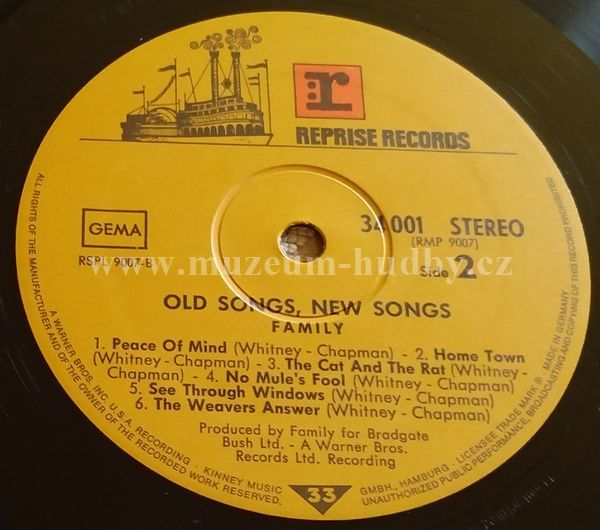 r
REPRISE RECORDS
GEMA
34 001 STEREO
(RMP 9007)
RSPL 9007-B
Side 2
www.muzeum-hudby.cz
OLD SONGS, NEW SONGS
FAMILY
1. Peace Of Mind (Whitney - Chapman) - 2. Home Town
(Whitney - Chapman) - 3. The Cat And The Rat (Whitney -
Chapman) - 4. No Mule's Fool (Whitney - Chapman)
5. See Through Windows (Whitney - Chapman)
6. The Weavers Answer (Whitney - Chapman)
Produced by Family for Bradgate
Bush Ltd. - A Warner Bros.
Records Ltd. Recording
33
ALL RIGHTS OF THE MANUFACTURER AND OF THE OWNER OF THE RECORDED WORK RESERVED.
A WARNER BROS. INC. U.S.A. RECORDING · KINNEY MUSIC GMBH., HAMBURG · LICENSEE TRADE MARK ® · MADE IN GERMANY
UNAUTHORIZED PUBLIC PERFORMANCE, BROADCASTING AND COPYING OF THIS RECORD PROHIBITED